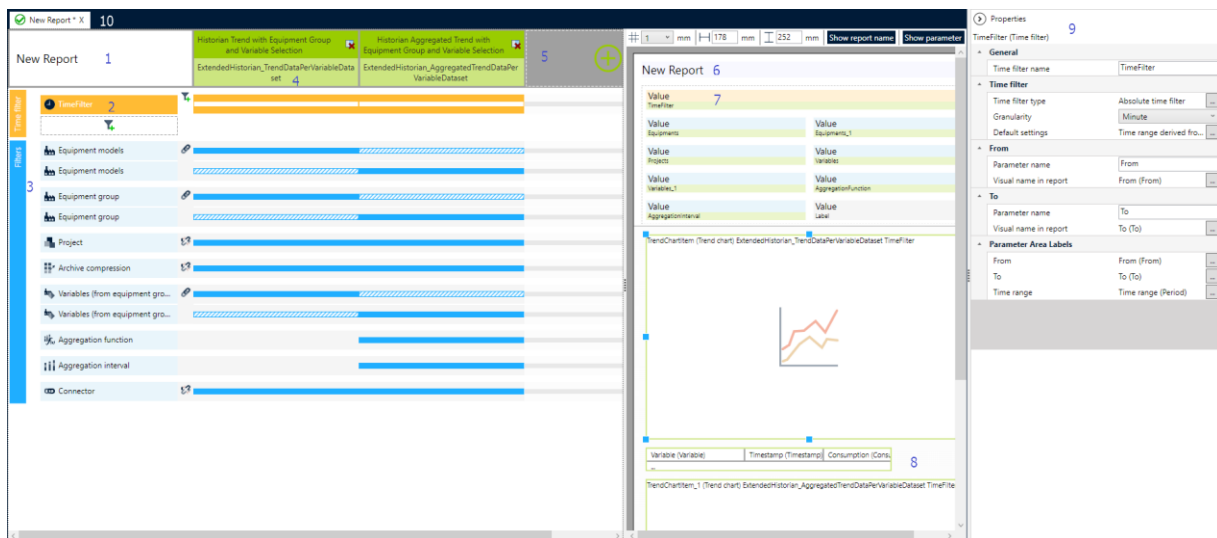 New Report * X 10
New Report 1
Historian Trend with Equipment Group
and Variable Selection
ExtendedHistorian_TrendDataPerVariableData
set 4
Historian Aggregated Trend with
Equipment Group and Variable Selection
ExtendedHistorian_AggregatedTrendDataPer
VariableDataset
5
Time filter
TimeFilter 2
Filters
3
Equipment models
Equipment models
Equipment group
Equipment group
Project
Archive compression
Variables (from equipment gro...
Variables (from equipment gro...
Aggregation function
Aggregation interval
Connector
1 mm 178 mm 252 mm Show report name Show parameter
New Report 6
Value
TimeFilter
7
Value Value
Equipments Equipments_1
Value Value
Projects Variables
Value Value
Variables_1 AggregationFunction
Value Value
AggregationInterval Label
TrendChartItem (Trend chart) ExtendedHistorian_TrendDataPerVariableDataset TimeFilter
Variable (Variable) Timestamp (Timestamp) Consumption (Cons
8
TrendChartItem_1 (Trend chart) ExtendedHistorian_AggregatedTrendDataPerVariableDataset TimeFilte
Properties
9
TimeFilter (Time filter)
General
Time filter name TimeFilter
Time filter
Time filter type Absolute time filter ...
Granularity Minute
Default settings Time range derived fro... ...
From
Parameter name From
Visual name in report From (From) ...
To
Parameter name To
Visual name in report To (To) ...
Parameter Area Labels
From From (From) ...
To To (To) ...
Time range Time range (Period) ...